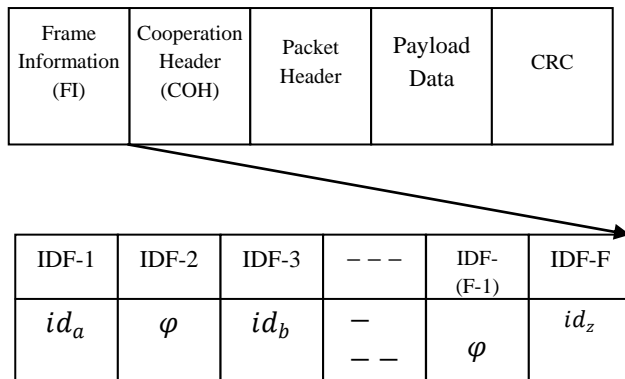 Frame
Information
(FI)
Cooperation
Header
(COH)
Packet
Header
Payload
Data
CRC
IDF-1
IDF-2
IDF-3
– – –
IDF-
(F-1)
IDF-F
id_a
φ
id_b
–
– –
φ
id_z